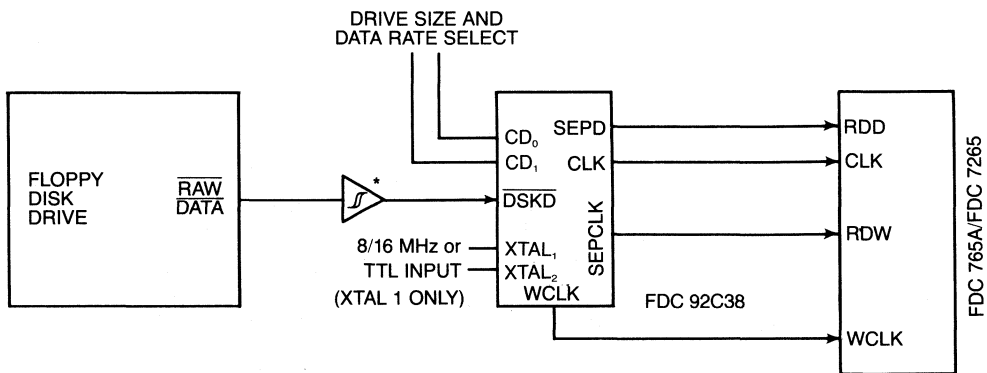 DRIVE SIZE AND
DATA RATE SELECT
FLOPPY
DISK
DRIVE
RAW
DATA
*
CD₀
CD₁
DSKD
8/16 MHz or
TTL INPUT
(XTAL 1 ONLY)
XTAL₁
XTAL₂
WCLK
SEPD
CLK
SEPCLK
FDC 92C38
RDD
CLK
RDW
WCLK
FDC 765A/FDC 7265